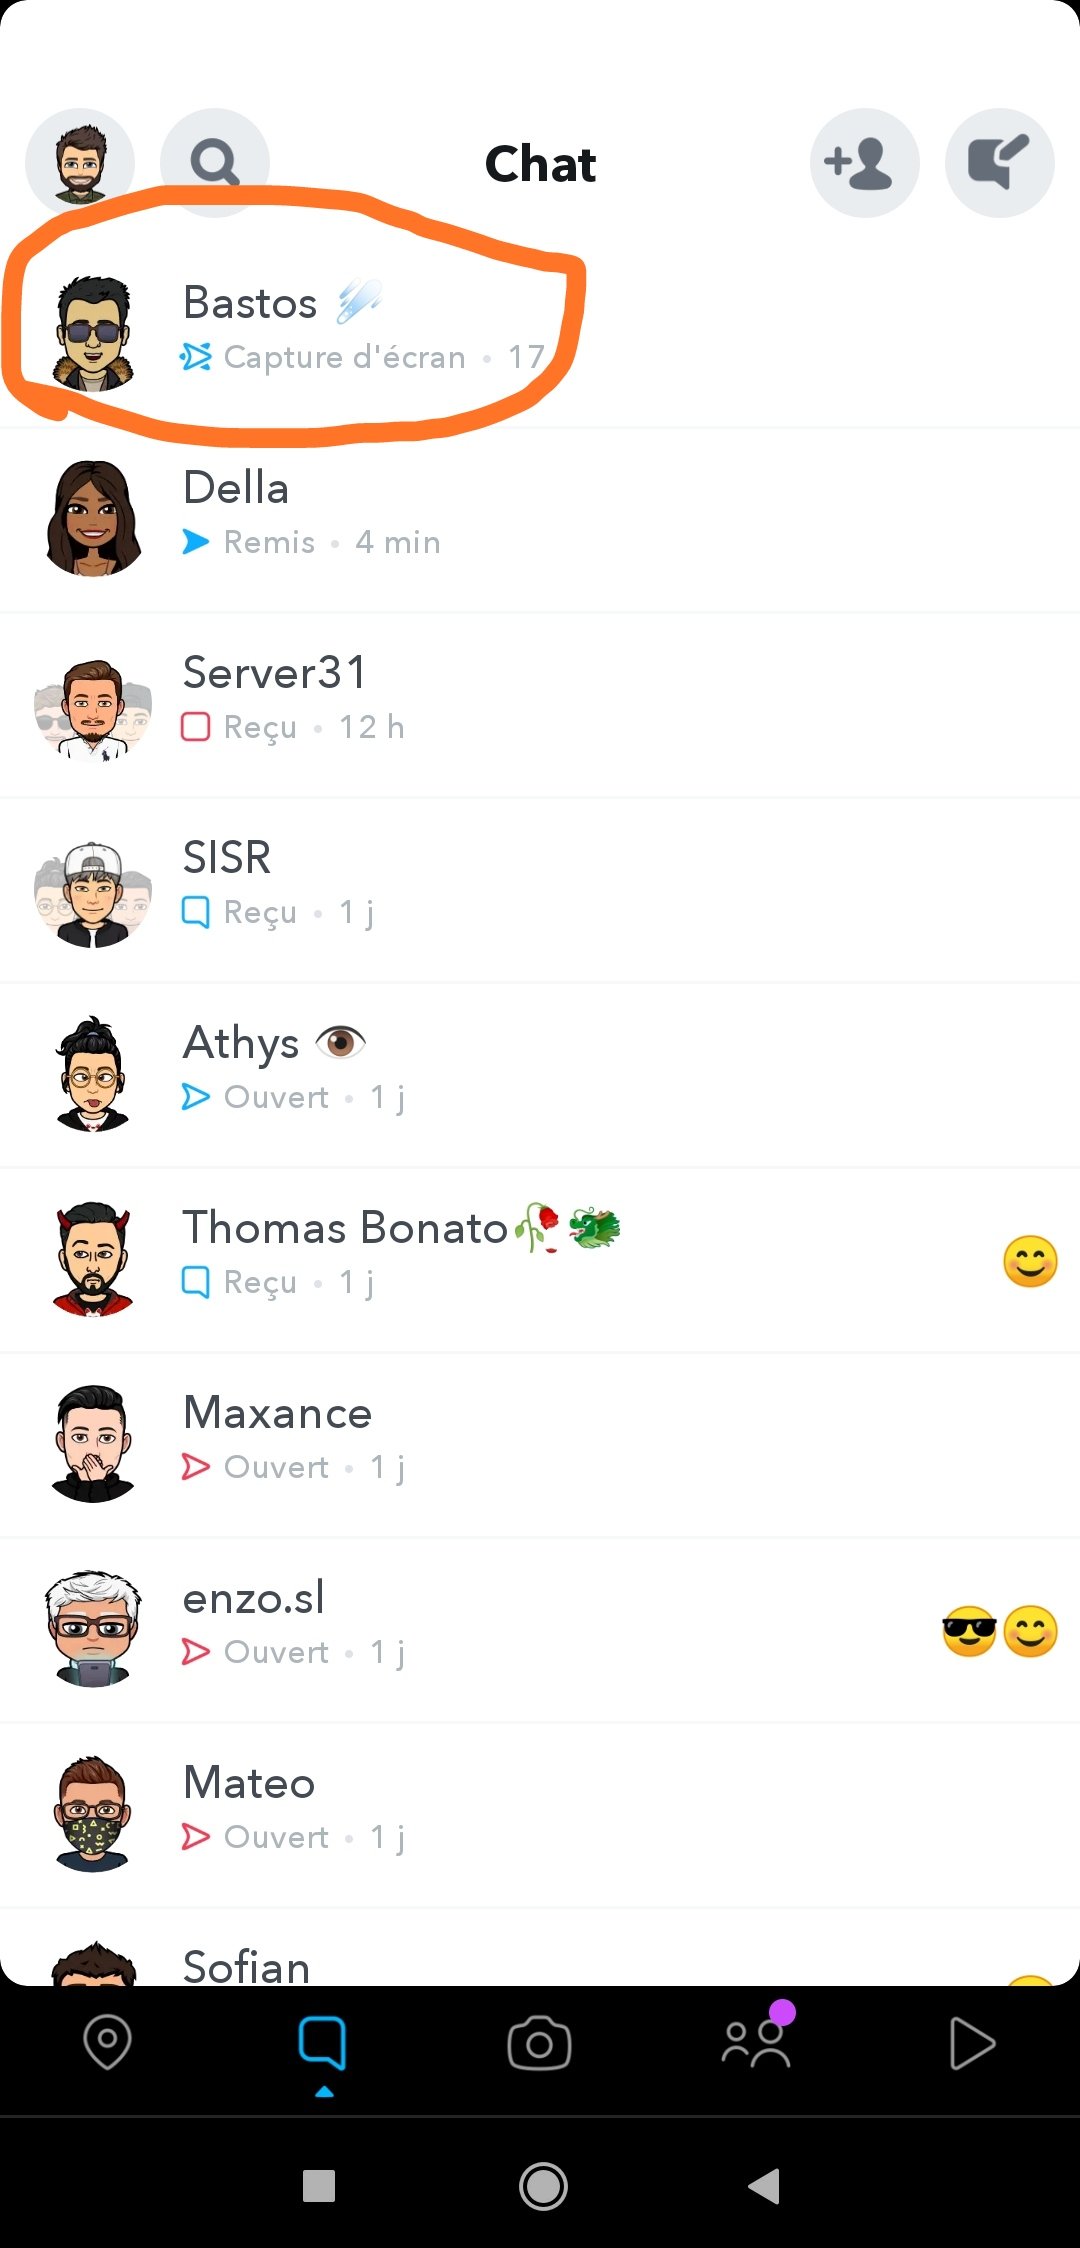 Chat
Bastos ☄️
Capture d'écran • 17
Della
Remis • 4 min
Server31
Reçu • 12 h
SISR
Reçu • 1 j
Athys 👁️
Ouvert • 1 j
Thomas Bonato🥀🐲
Reçu • 1 j
Maxance
Ouvert • 1 j
enzo.sl
Ouvert • 1 j
Mateo
Ouvert • 1 j
Sofian